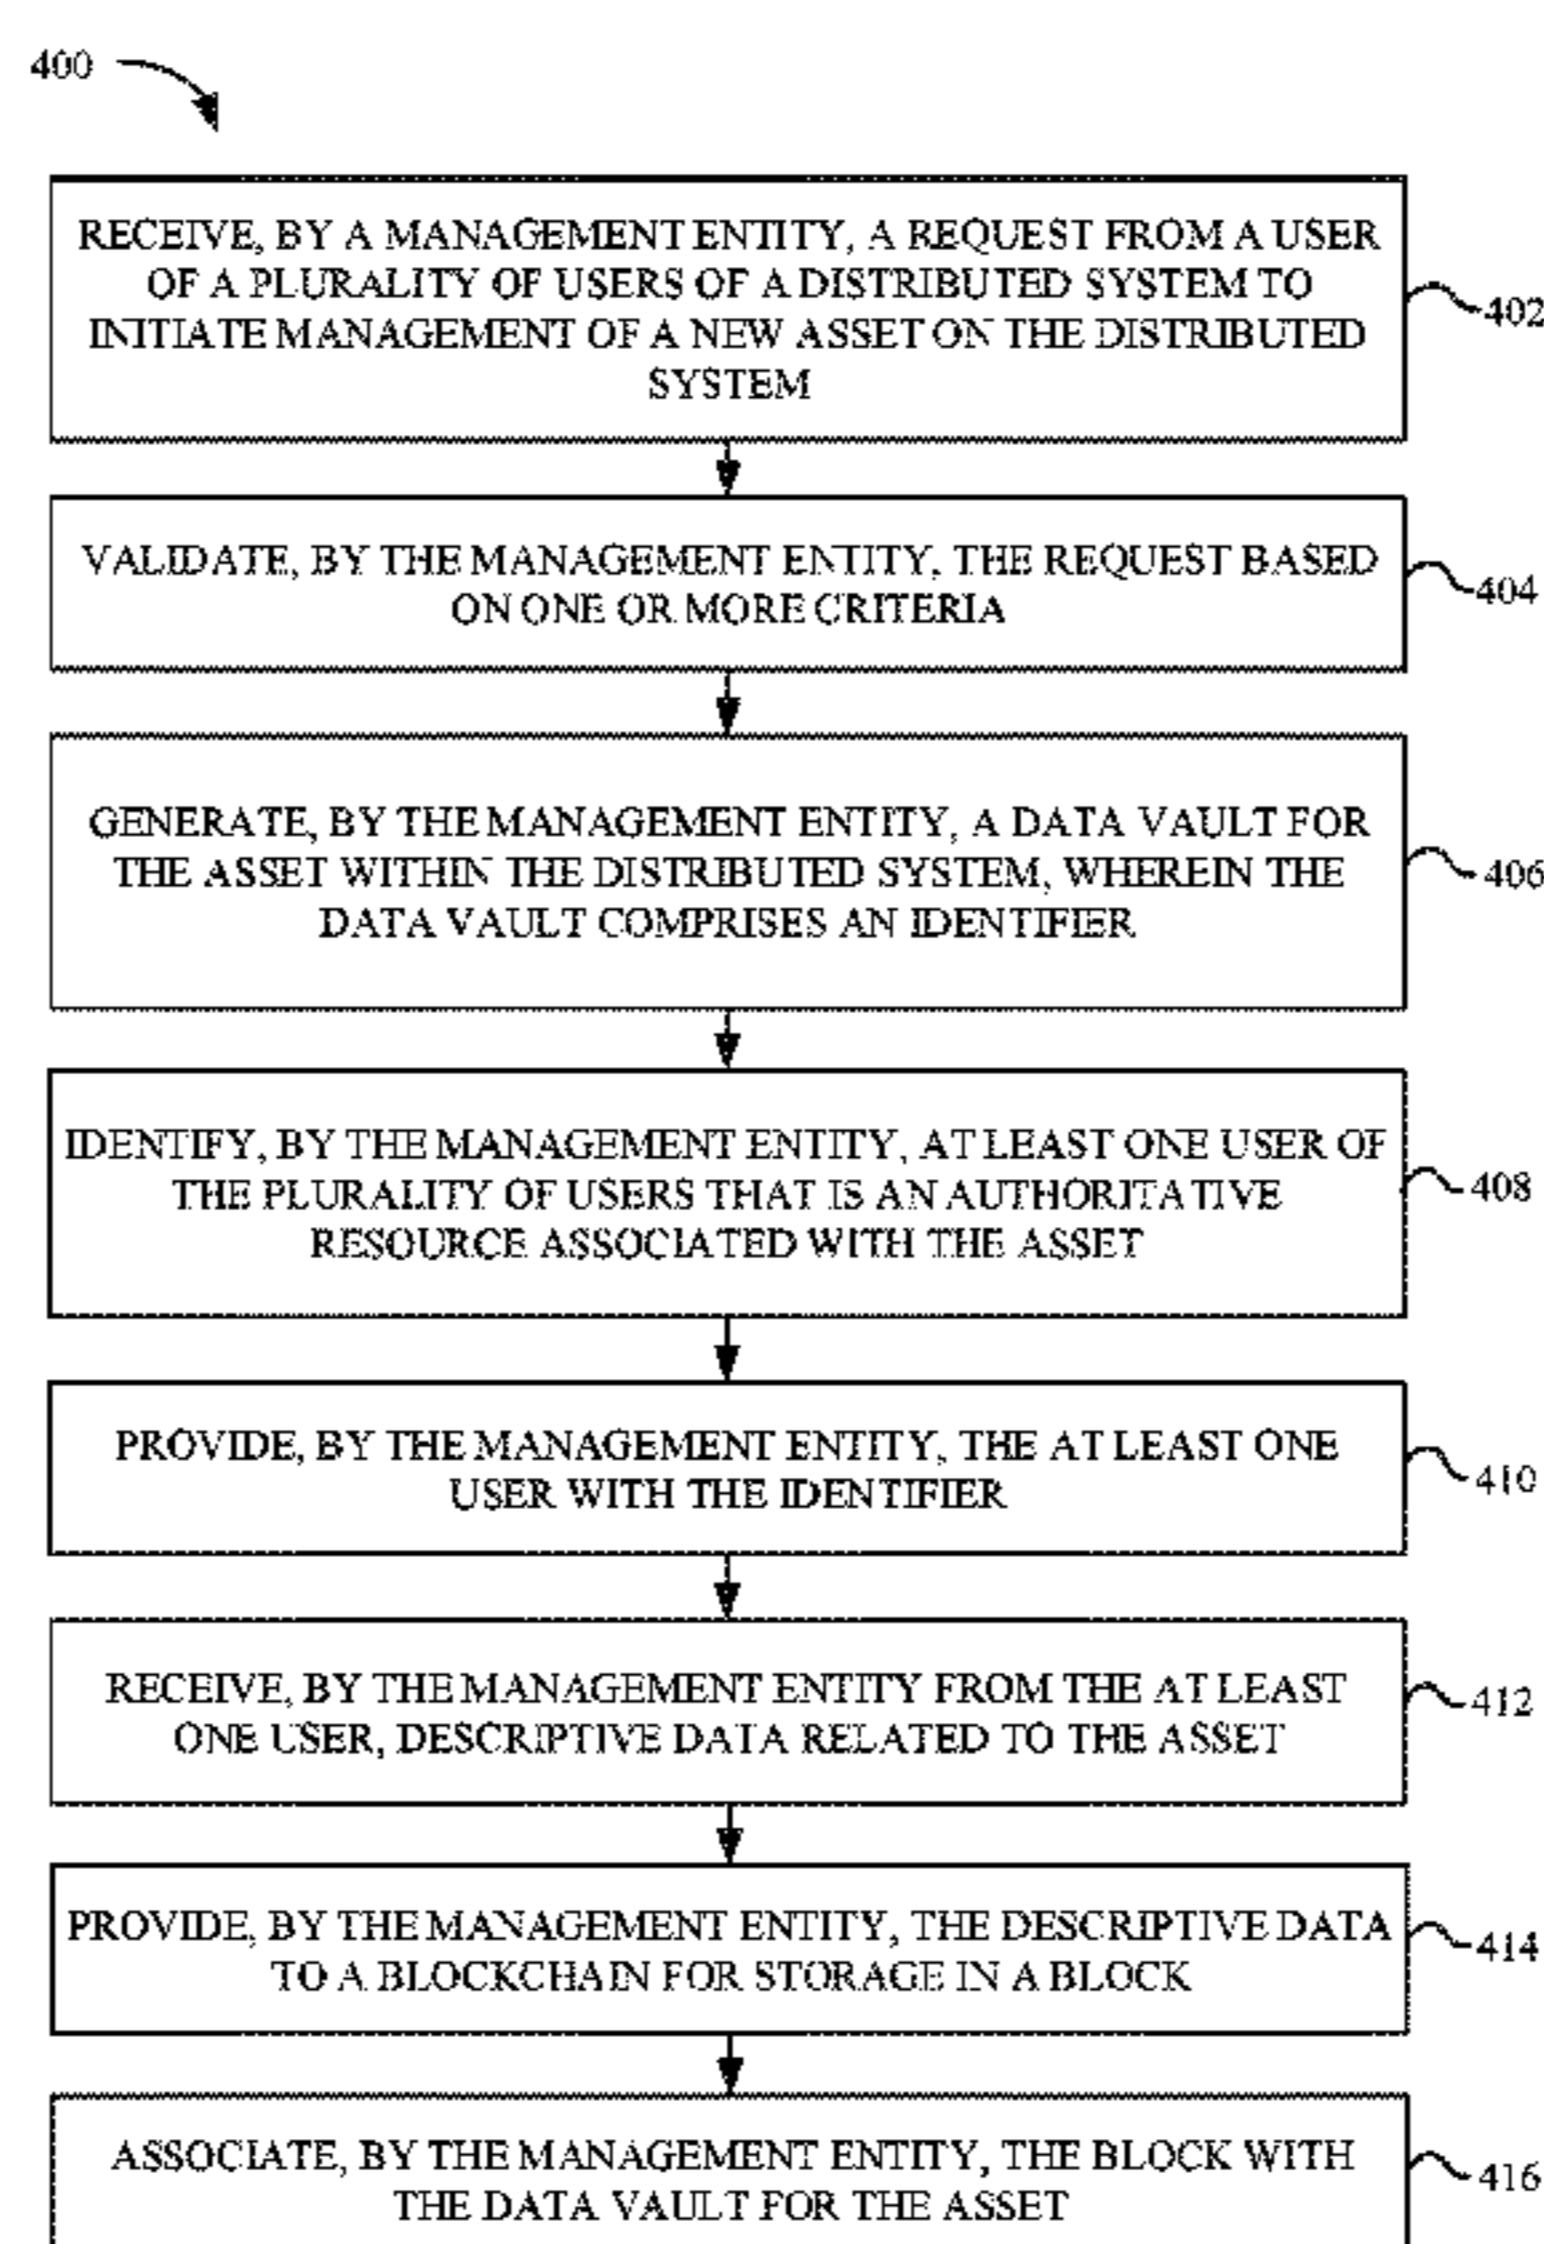 400
RECEIVE, BY A MANAGEMENT ENTITY, A REQUEST FROM A USER
OF A PLURALITY OF USERS OF A DISTRIBUTED SYSTEM TO
INITIATE MANAGEMENT OF A NEW ASSET ON THE DISTRIBUTED
SYSTEM
402
VALIDATE, BY THE MANAGEMENT ENTITY, THE REQUEST BASED
ON ONE OR MORE CRITERIA
404
GENERATE, BY THE MANAGEMENT ENTITY, A DATA VAULT FOR
THE ASSET WITHIN THE DISTRIBUTED SYSTEM, WHEREIN THE
DATA VAULT COMPRISES AN IDENTIFIER
406
IDENTIFY, BY THE MANAGEMENT ENTITY, AT LEAST ONE USER OF
THE PLURALITY OF USERS THAT IS AN AUTHORITATIVE
RESOURCE ASSOCIATED WITH THE ASSET
408
PROVIDE, BY THE MANAGEMENT ENTITY, THE AT LEAST ONE
USER WITH THE IDENTIFIER
410
RECEIVE, BY THE MANAGEMENT ENTITY FROM THE AT LEAST
ONE USER, DESCRIPTIVE DATA RELATED TO THE ASSET
412
PROVIDE, BY THE MANAGEMENT ENTITY, THE DESCRIPTIVE DATA
TO A BLOCKCHAIN FOR STORAGE IN A BLOCK
414
ASSOCIATE, BY THE MANAGEMENT ENTITY, THE BLOCK WITH
THE DATA VAULT FOR THE ASSET
416